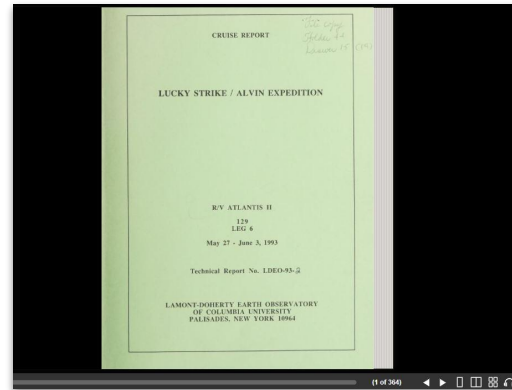 CRUISE REPORT
LUCKY STRIKE / ALVIN EXPEDITION
R/V ATLANTIS II
129
LEG 6
May 27 - June 3, 1993
Technical Report No. LDEO-93-2
LAMONT-DOHERTY EARTH OBSERVATORY
OF COLUMBIA UNIVERSITY
PALISADES, NEW YORK 10964
(1 of 364)